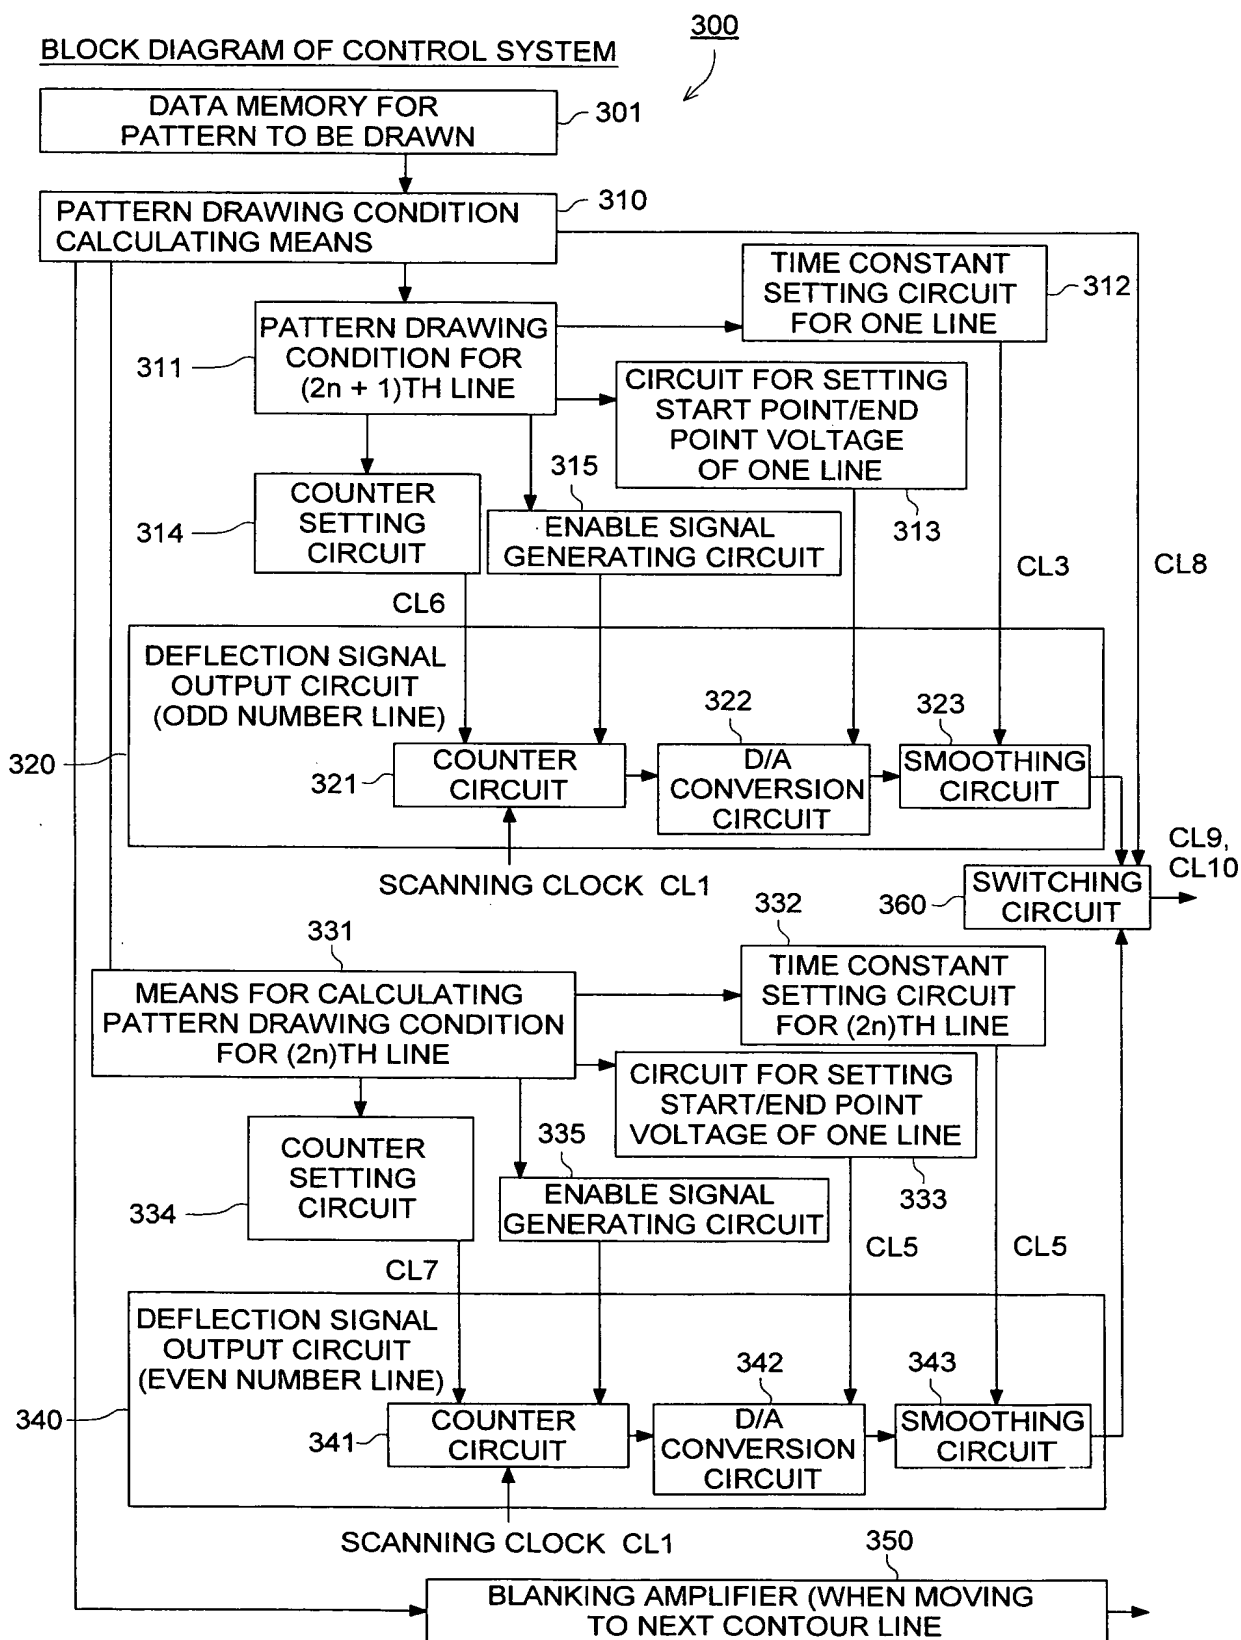 300
BLOCK DIAGRAM OF CONTROL SYSTEM
DATA MEMORY FOR
PATTERN TO BE DRAWN
301
310
PATTERN DRAWING CONDITION
CALCULATING MEANS
TIME CONSTANT
SETTING CIRCUIT
FOR ONE LINE
312
PATTERN DRAWING
CONDITION FOR
(2n + 1)TH LINE
311
CIRCUIT FOR SETTING
START POINT/END
POINT VOLTAGE
OF ONE LINE
313
315
COUNTER
SETTING
CIRCUIT
314
ENABLE SIGNAL
GENERATING CIRCUIT
CL3
CL8
CL6
DEFLECTION SIGNAL
OUTPUT CIRCUIT
(ODD NUMBER LINE)
320
322
323
321
COUNTER
CIRCUIT
D/A
CONVERSION
CIRCUIT
SMOOTHING
CIRCUIT
SCANNING CLOCK CL1
CL9,
CL10
360
SWITCHING
CIRCUIT
331
332
MEANS FOR CALCULATING
PATTERN DRAWING CONDITION
FOR (2n)TH LINE
TIME CONSTANT
SETTING CIRCUIT
FOR (2n)TH LINE
CIRCUIT FOR SETTING
START/END POINT
VOLTAGE OF ONE LINE
333
335
COUNTER
SETTING
CIRCUIT
334
ENABLE SIGNAL
GENERATING CIRCUIT
CL5
CL5
CL7
DEFLECTION SIGNAL
OUTPUT CIRCUIT
(EVEN NUMBER LINE)
340
342
343
341
COUNTER
CIRCUIT
D/A
CONVERSION
CIRCUIT
SMOOTHING
CIRCUIT
SCANNING CLOCK CL1
350
BLANKING AMPLIFIER (WHEN MOVING
TO NEXT CONTOUR LINE